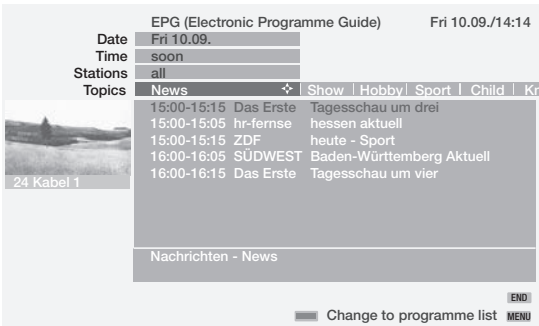 EPG (Electronic Programme Guide) Fri 10.09./14:14
Date Fri 10.09.
Time soon
Stations all
Topics News Show Hobby Sport Child Kr
15:00-15:15 Das Erste Tagesschau um drei
15:00-15:05 hr-fernse hessen aktuell
15:00-15:15 ZDF heute - Sport
16:00-16:05 SÜDWEST Baden-Württemberg Aktuell
16:00-16:15 Das Erste Tagesschau um vier
24 Kabel 1
Nachrichten - News
END
Change to programme list MENU